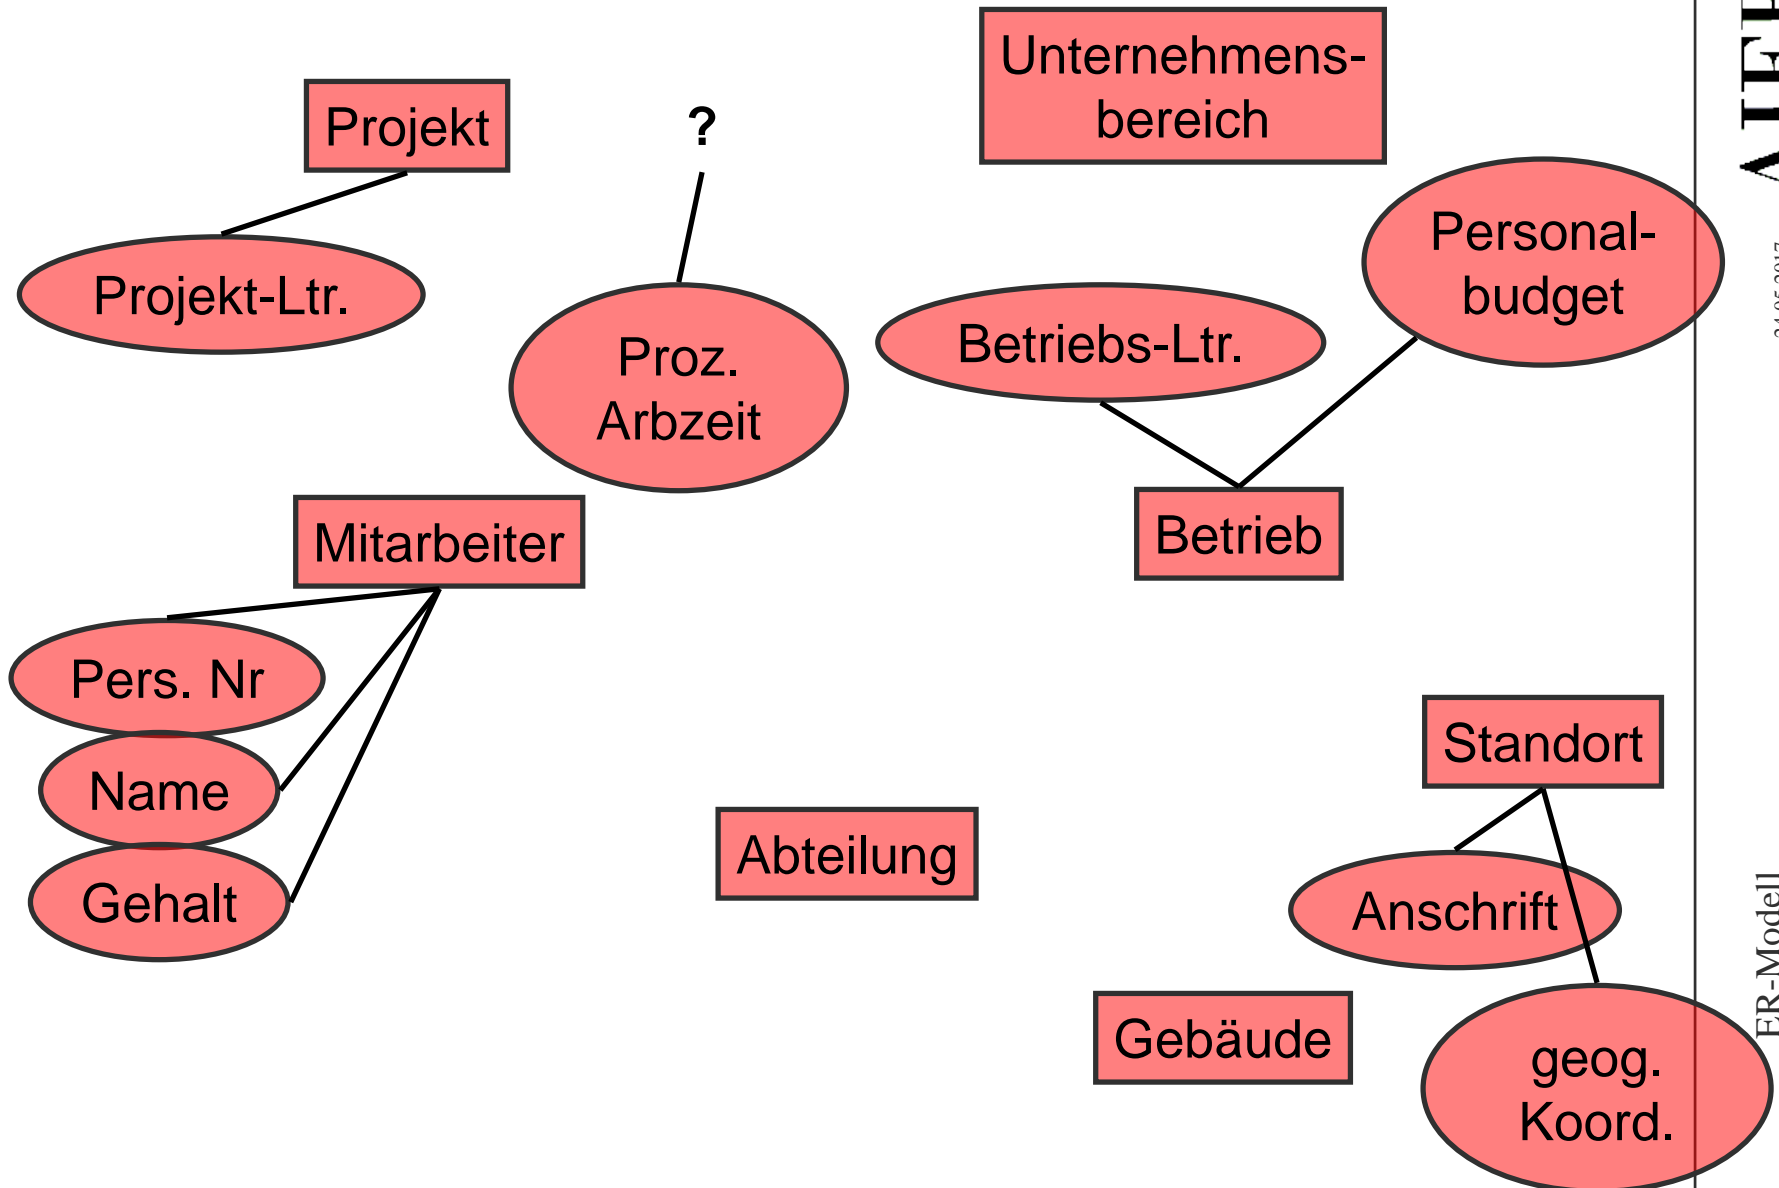 Unternehmens-
bereich
Projekt
?
Personal-
budget
Projekt-Ltr.
Betriebs-Ltr.
Proz.
Arbzeit
Mitarbeiter
Betrieb
Pers. Nr
Standort
Name
Abteilung
Gehalt
Anschrift
Gebäude
geog.
Koord.
ER-Modell